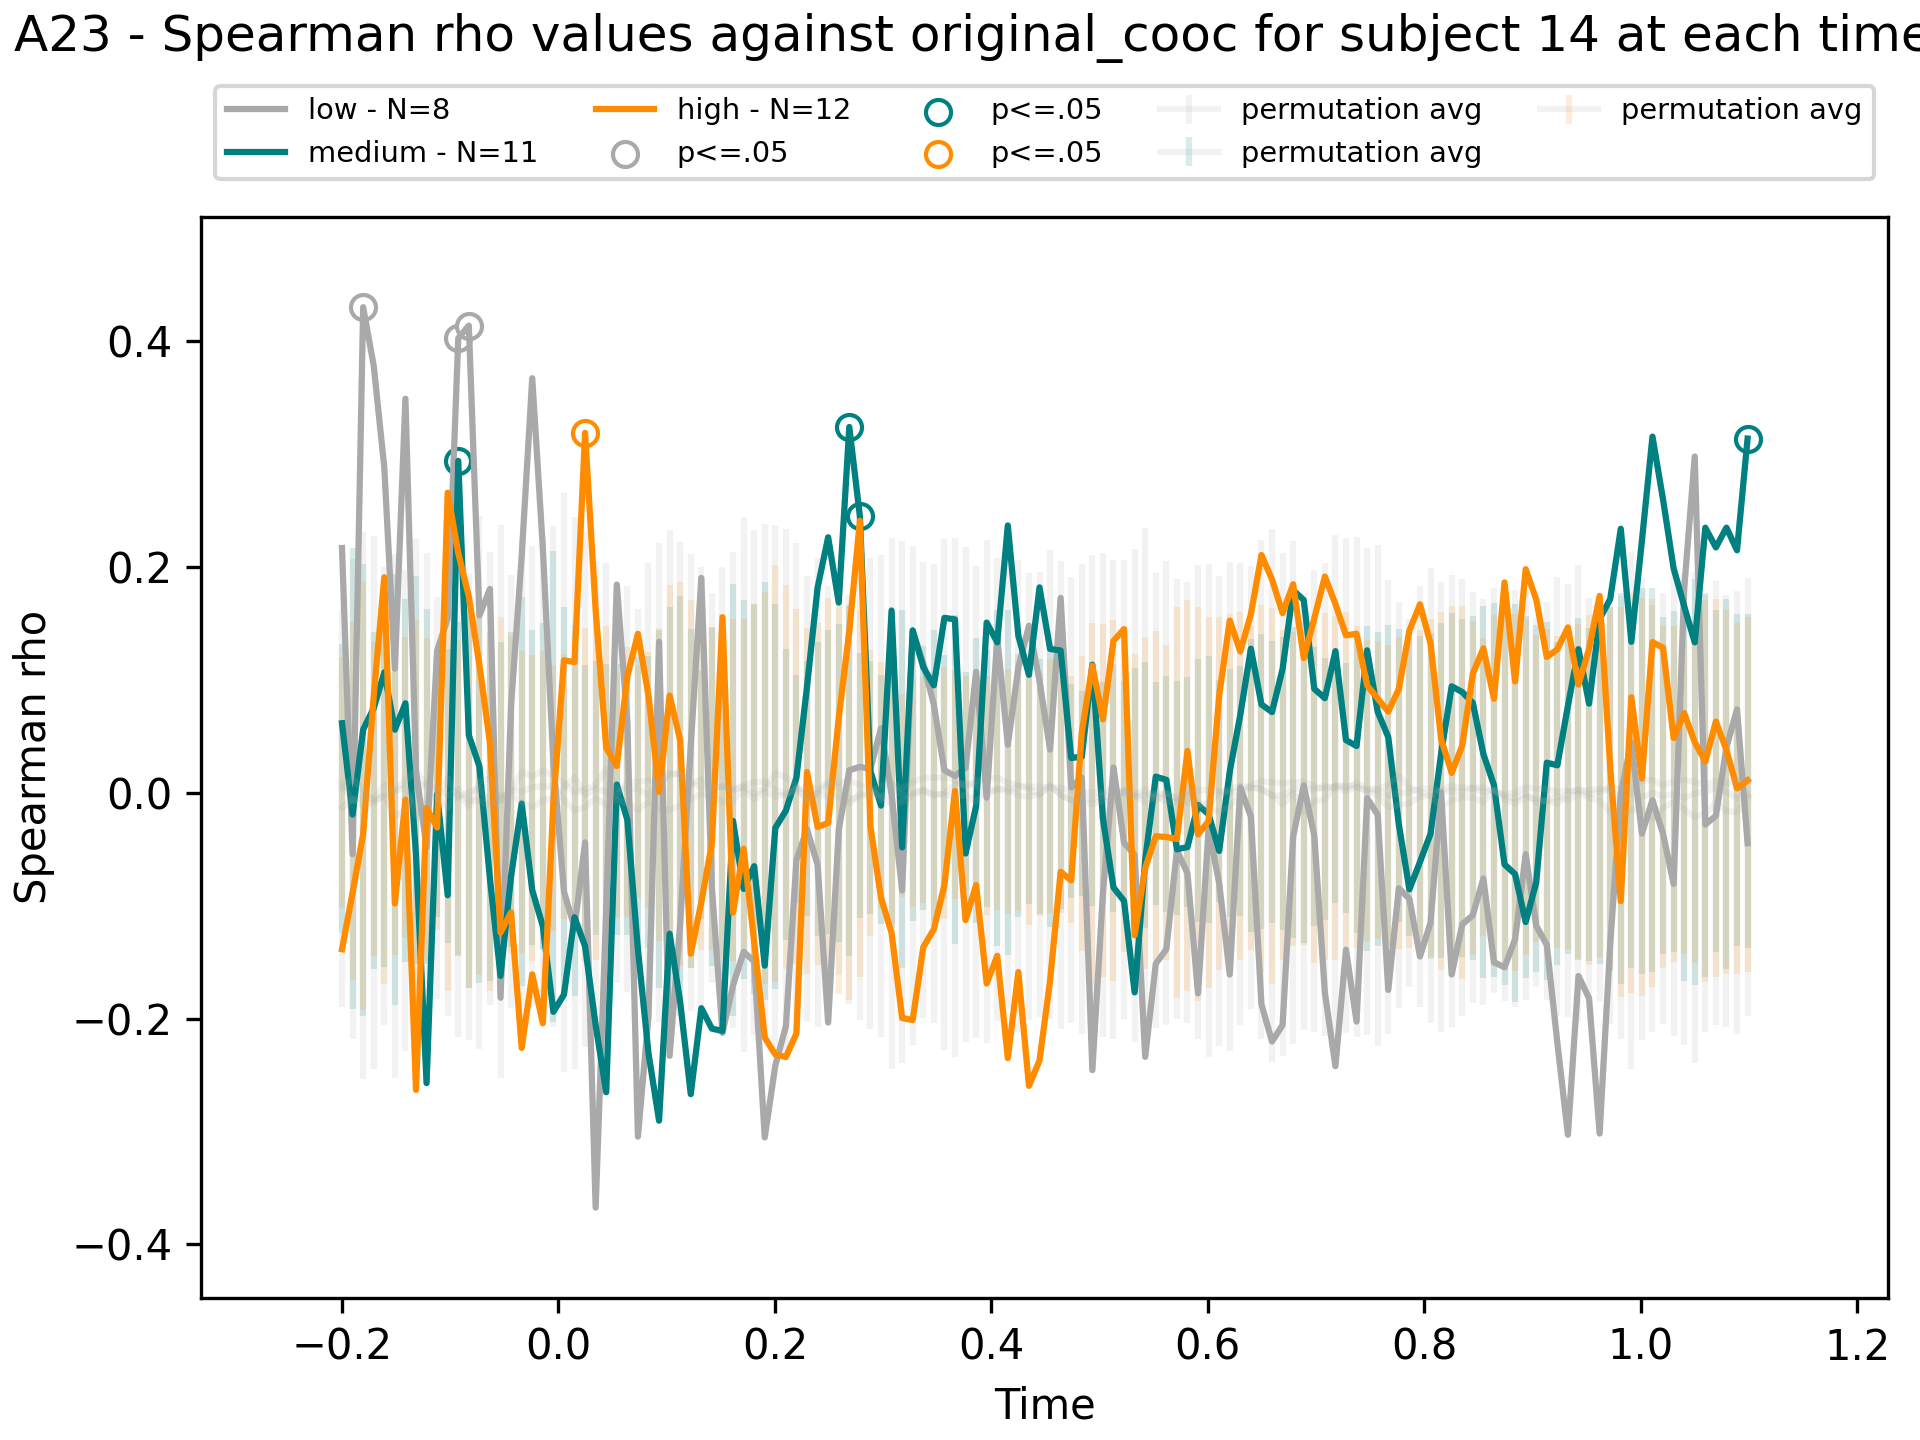 A23 - Spearman rho values against original_cooc for subject 14 at each time
low - N=8
medium - N=11
high - N=12
p<=.05
p<=.05
p<=.05
permutation avg
permutation avg
permutation avg
Spearman rho
0.4
0.2
0.0
−0.2
−0.4
−0.2 0.0 0.2 0.4 0.6 0.8 1.0 1.2
Time